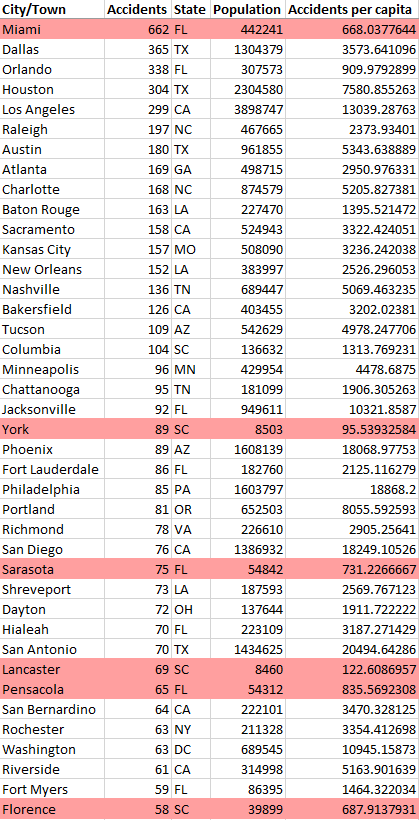 City/Town Accidents State Population Accidents per capita
Miami 662 FL 442241 668.0377644
Dallas 365 TX 1304379 3573.641096
Orlando 338 FL 307573 909.9792899
Houston 304 TX 2304580 7580.855263
Los Angeles 299 CA 3898747 13039.28763
Raleigh 197 NC 467665 2373.93401
Austin 180 TX 961855 5343.638889
Atlanta 169 GA 498715 2950.976331
Charlotte 168 NC 874579 5205.827381
Baton Rouge 163 LA 227470 1395.521472
Sacramento 158 CA 524943 3322.424051
Kansas City 157 MO 508090 3236.242038
New Orleans 152 LA 383997 2526.296053
Nashville 136 TN 689447 5069.463235
Bakersfield 126 CA 403455 3202.02381
Tucson 109 AZ 542629 4978.247706
Columbia 104 SC 136632 1313.769231
Minneapolis 96 MN 429954 4478.6875
Chattanooga 95 TN 181099 1906.305263
Jacksonville 92 FL 949611 10321.8587
York 89 SC 8503 95.53932584
Phoenix 89 AZ 1608139 18068.97753
Fort Lauderdale 86 FL 182760 2125.116279
Philadelphia 85 PA 1603797 18868.2
Portland 81 OR 652503 8055.592593
Richmond 78 VA 226610 2905.25641
San Diego 76 CA 1386932 18249.10526
Sarasota 75 FL 54842 731.2266667
Shreveport 73 LA 187593 2569.767123
Dayton 72 OH 137644 1911.722222
Hialeah 70 FL 223109 3187.271429
San Antonio 70 TX 1434625 20494.64286
Lancaster 69 SC 8460 122.6086957
Pensacola 65 FL 54312 835.5692308
San Bernardino 64 CA 222101 3470.328125
Rochester 63 NY 211328 3354.412698
Washington 63 DC 689545 10945.15873
Riverside 61 CA 314998 5163.901639
Fort Myers 59 FL 86395 1464.322034
Florence 58 SC 39899 687.9137931